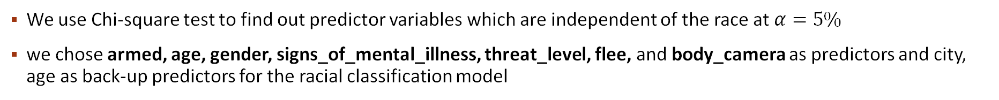 ▪ We use Chi-square test to find out predictor variables which are independent of the race at α = 5%
▪ we chose armed, age, gender, signs_of_mental_illness, threat_level, flee, and body_camera as predictors and city,
age as back-up predictors for the racial classification model